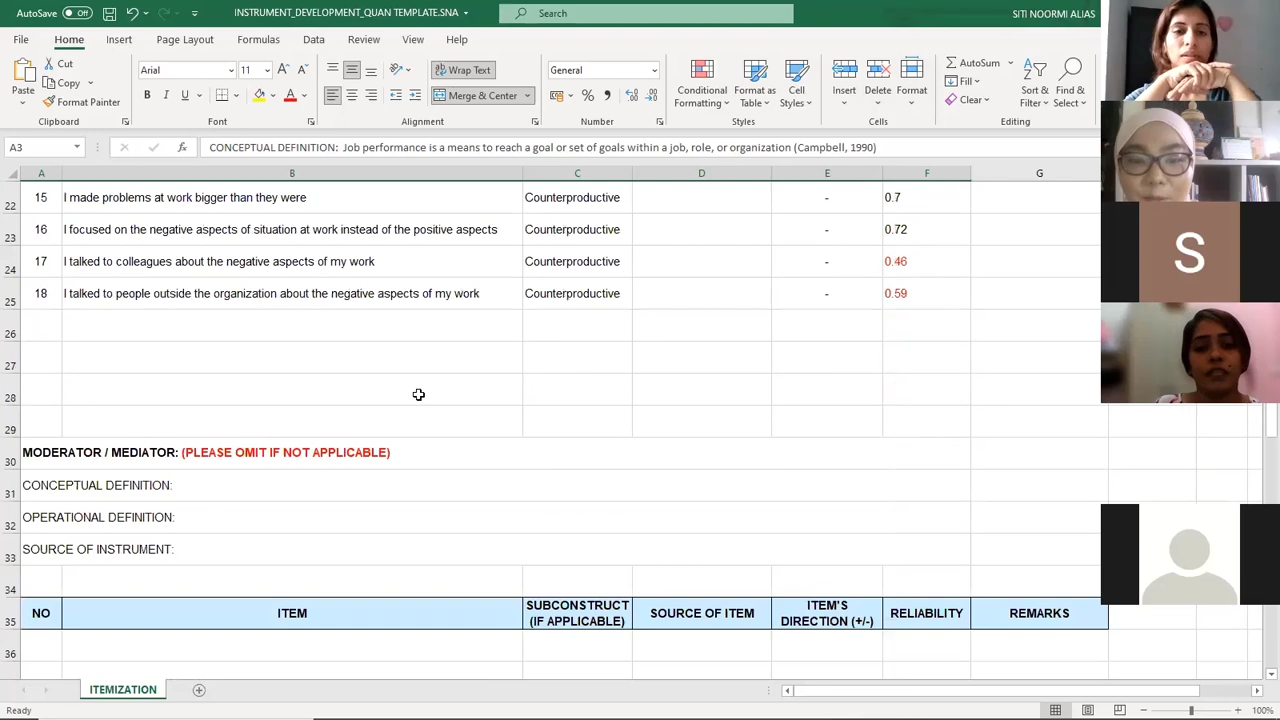 AutoSave Off INSTRUMENT_DEVELOPMENT_QUAN TEMPLATE.SNA Search SITI NOORMI ALIAS
File Home Insert Page Layout Formulas Data Review View Help
Paste Cut Copy Format Painter
Arial 11 A A Wrap Text General
B I U Merge & Center % ,
Conditional Formatting Format as Table Cell Styles Insert Delete Format
AutoSum Fill Clear Sort & Filter Find & Select
Clipboard Font Alignment Number Styles Cells Editing
A3 fx CONCEPTUAL DEFINITION: Job performance is a means to reach a goal or set of goals within a job, role, or organization (Campbell, 1990)
A B C D E F G
22 15 I made problems at work bigger than they were Counterproductive - 0.7
23 16 I focused on the negative aspects of situation at work instead of the positive aspects Counterproductive - 0.72
24 17 I talked to colleagues about the negative aspects of my work Counterproductive - 0.46
25 18 I talked to people outside the organization about the negative aspects of my work Counterproductive - 0.59
26
27
28
29
30 MODERATOR / MEDIATOR: (PLEASE OMIT IF NOT APPLICABLE)
31 CONCEPTUAL DEFINITION:
32 OPERATIONAL DEFINITION:
33 SOURCE OF INSTRUMENT:
34
35 NO ITEM SUBCONSTRUCT (IF APPLICABLE) SOURCE OF ITEM ITEM'S DIRECTION (+/-) RELIABILITY REMARKS
36
ITEMIZATION
Ready 100%
S